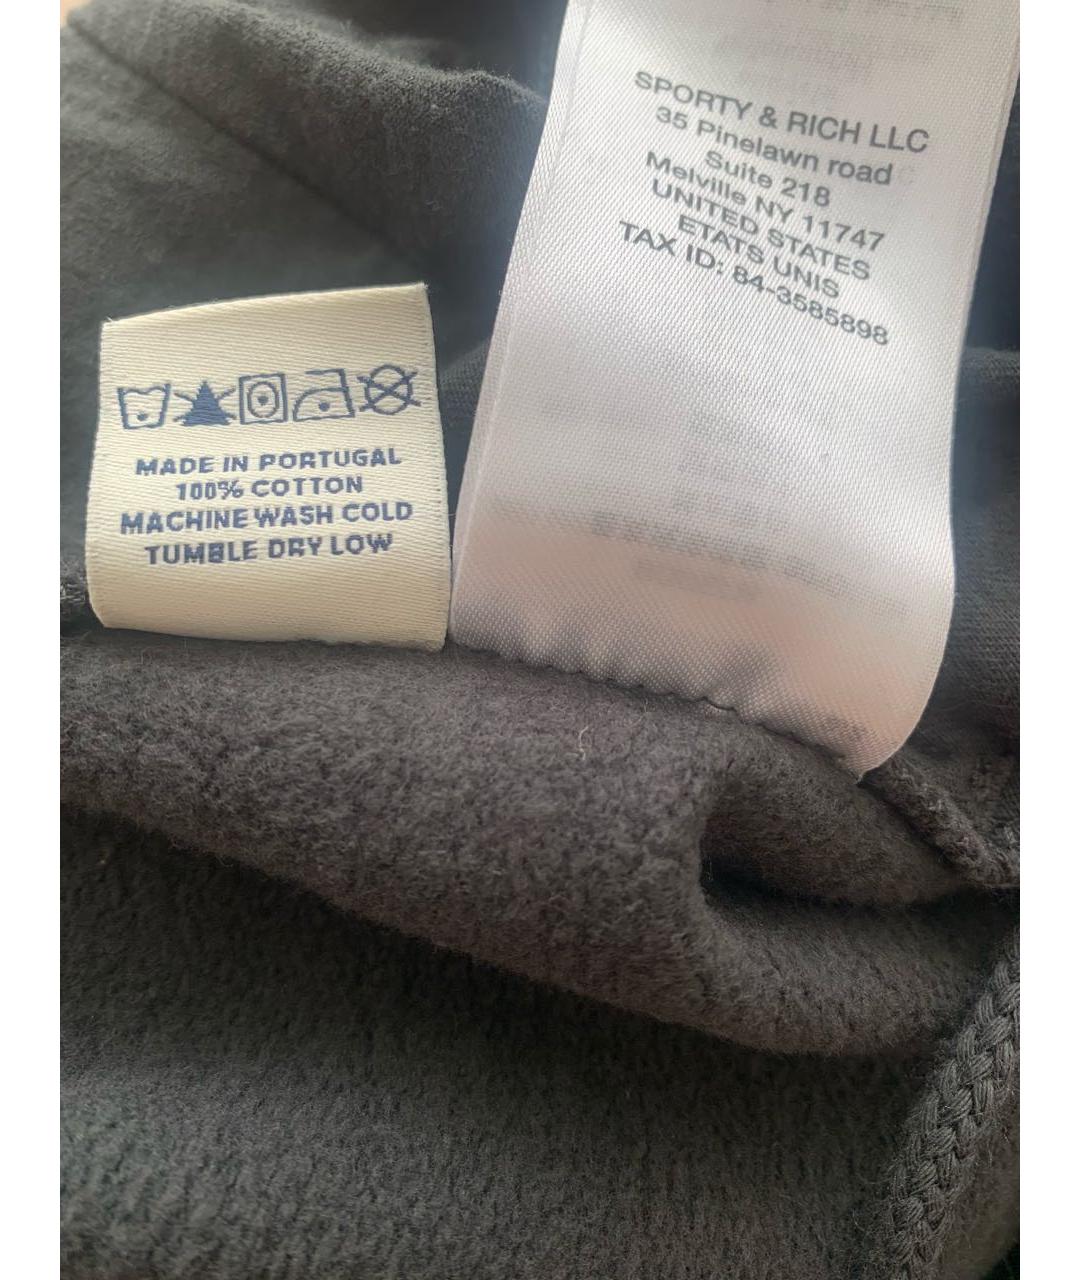 MADE IN PORTUGAL
100% COTTON
MACHINE WASH COLD
TUMBLE DRY LOW
SPORTY & RICH LLC
35 Pinelawn road
Suite 218
Melville NY 11747
UNITED STATES
ETATS UNIS
TAX ID: 84-3585898